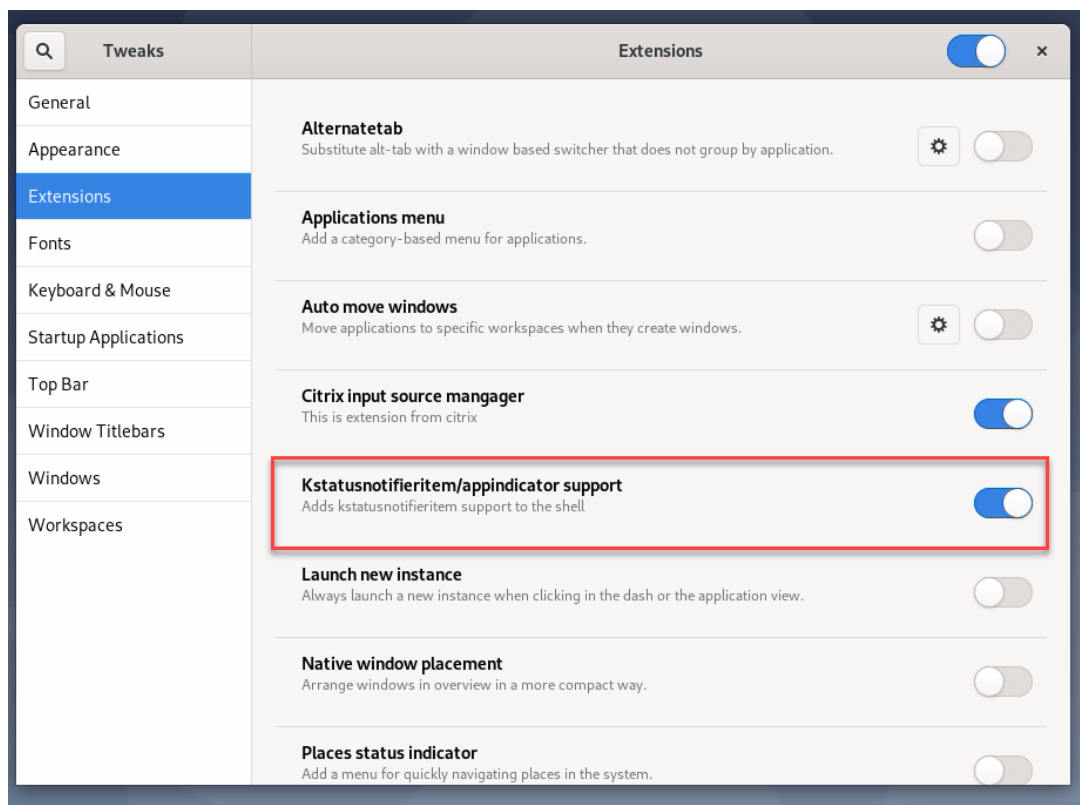 Tweaks
Extensions
General
Appearance
Extensions
Fonts
Keyboard & Mouse
Startup Applications
Top Bar
Window Titlebars
Windows
Workspaces
Alternatetab
Substitute alt-tab with a window based switcher that does not group by application.
Applications menu
Add a category-based menu for applications.
Auto move windows
Move applications to specific workspaces when they create windows.
Citrix input source mangager
This is extension from citrix
Kstatusnotifieritem/appindicator support
Adds kstatusnotifieritem support to the shell
Launch new instance
Always launch a new instance when clicking in the dash or the application view.
Native window placement
Arrange windows in overview in a more compact way.
Places status indicator
Add a menu for quickly navigating places in the system.